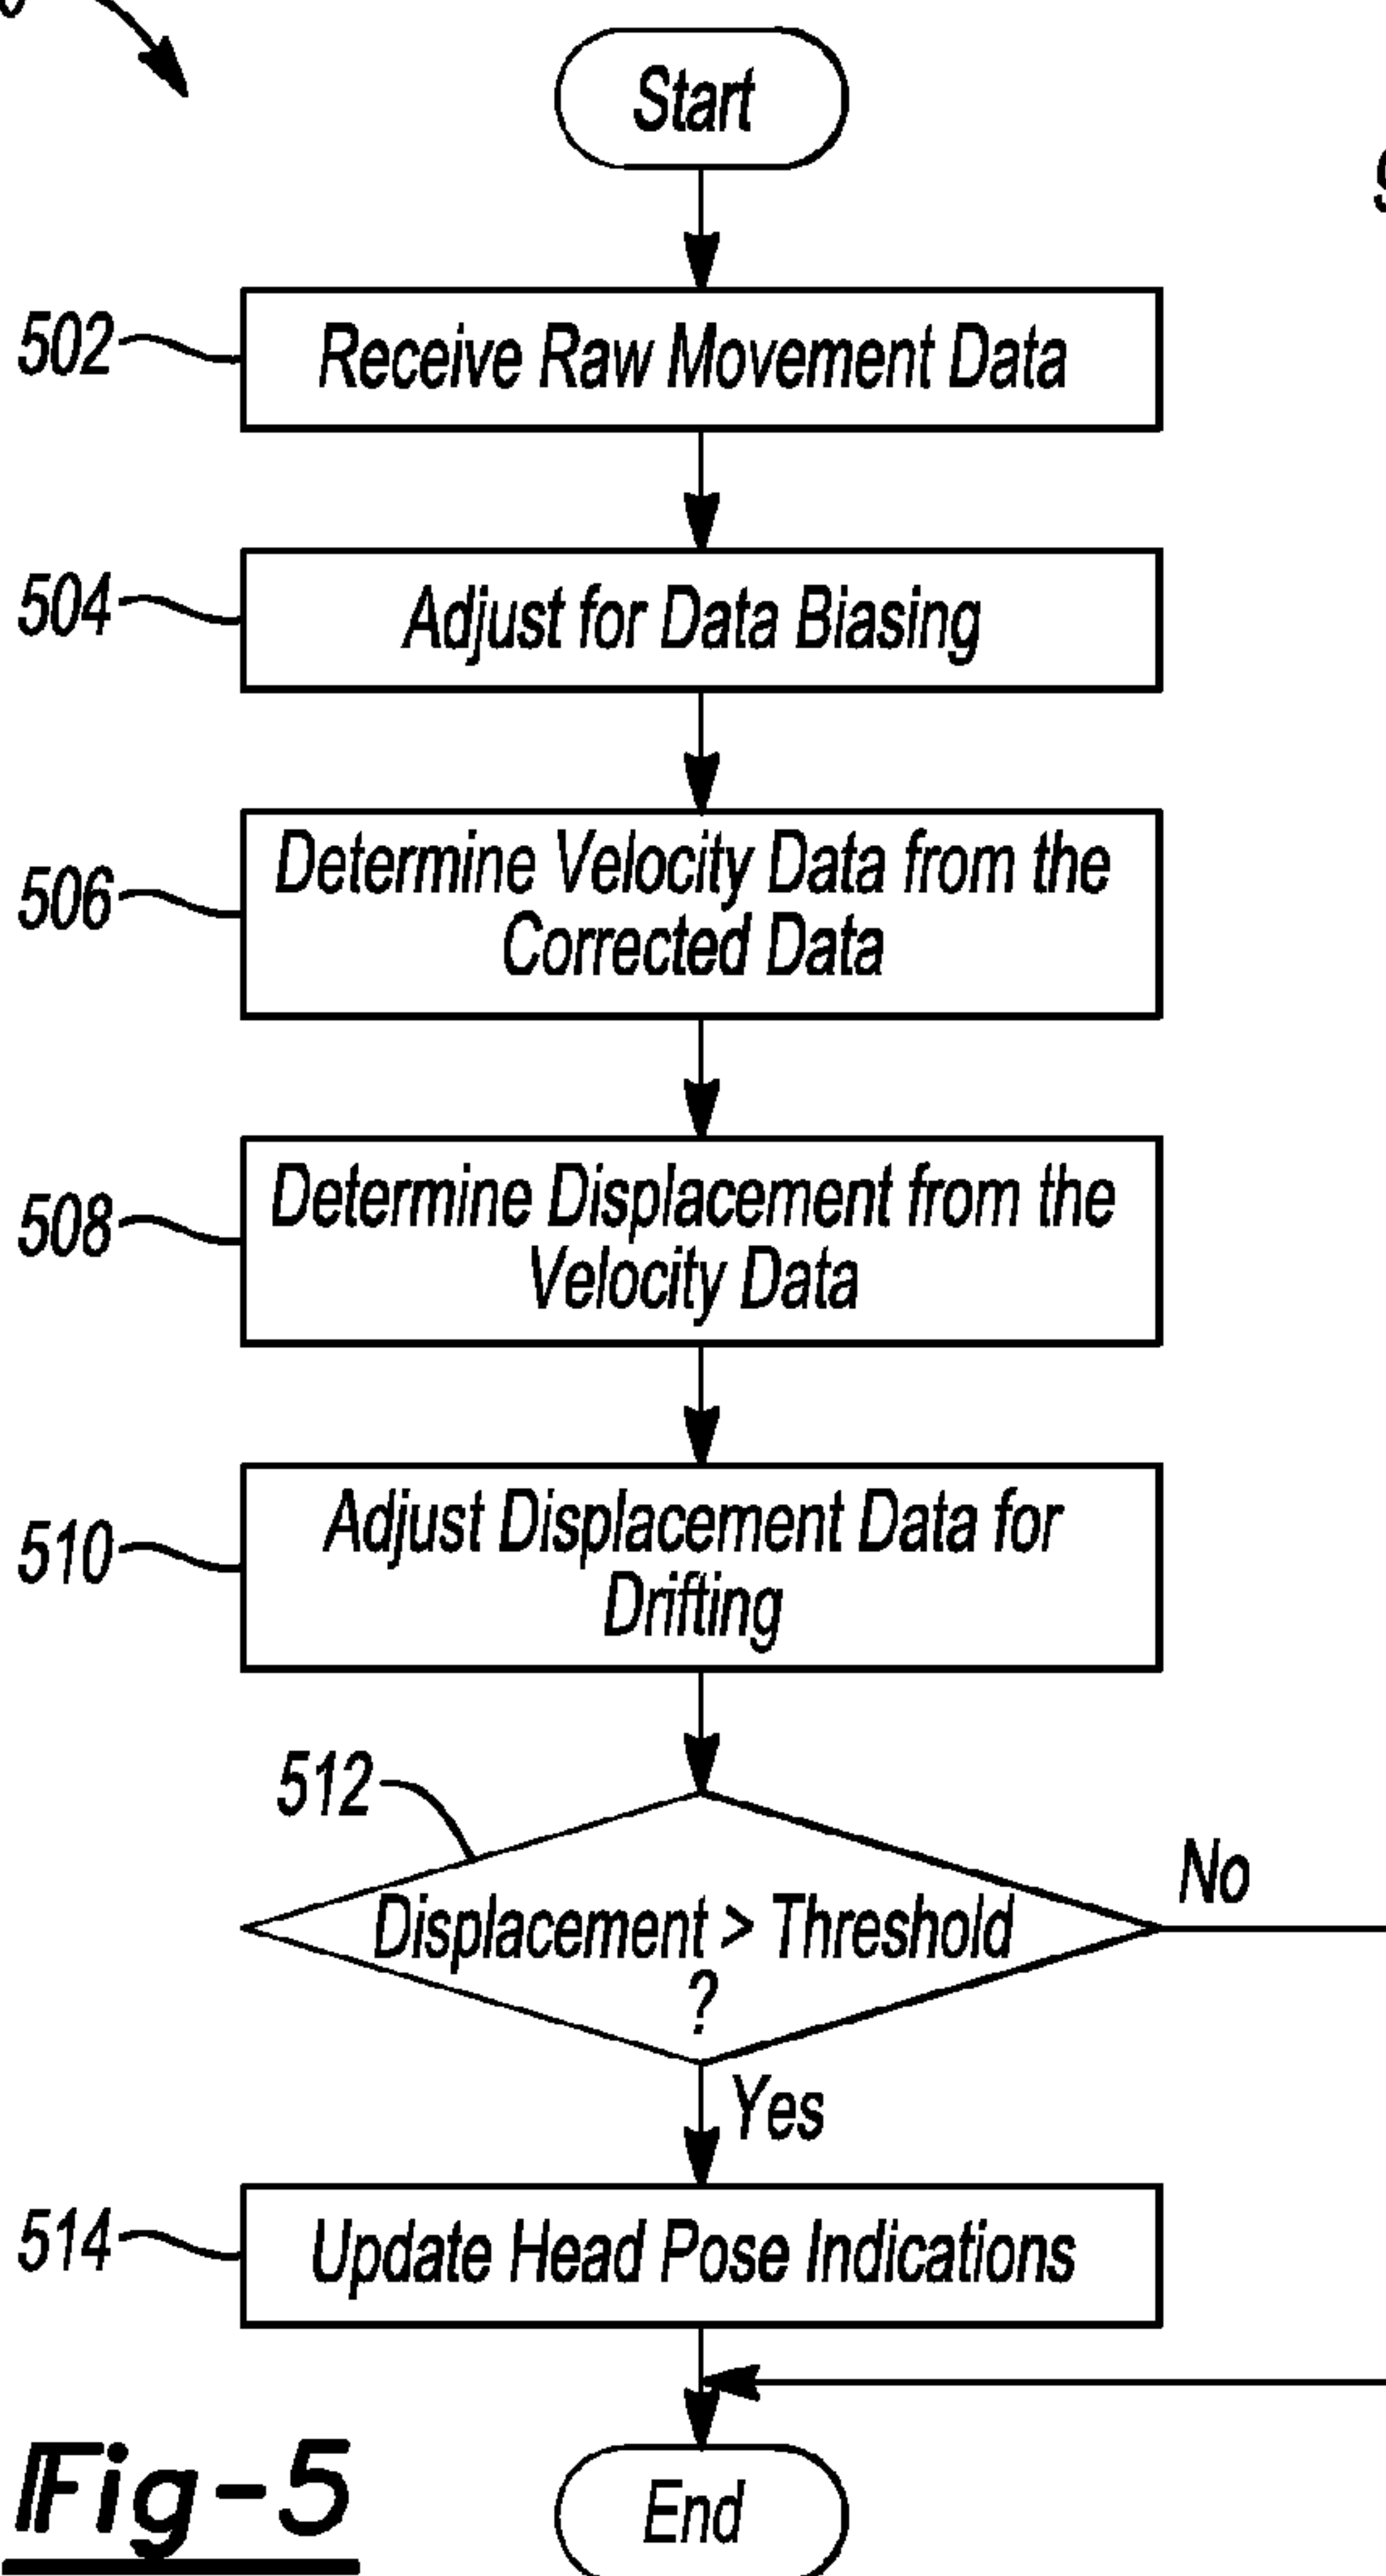 Start
502
Receive Raw Movement Data
504
Adjust for Data Biasing
506
Determine Velocity Data from the
Corrected Data
508
Determine Displacement from the
Velocity Data
510
Adjust Displacement Data for
Drifting
512
Displacement > Threshold
?
No
Yes
514
Update Head Pose Indications
Fig-5
End